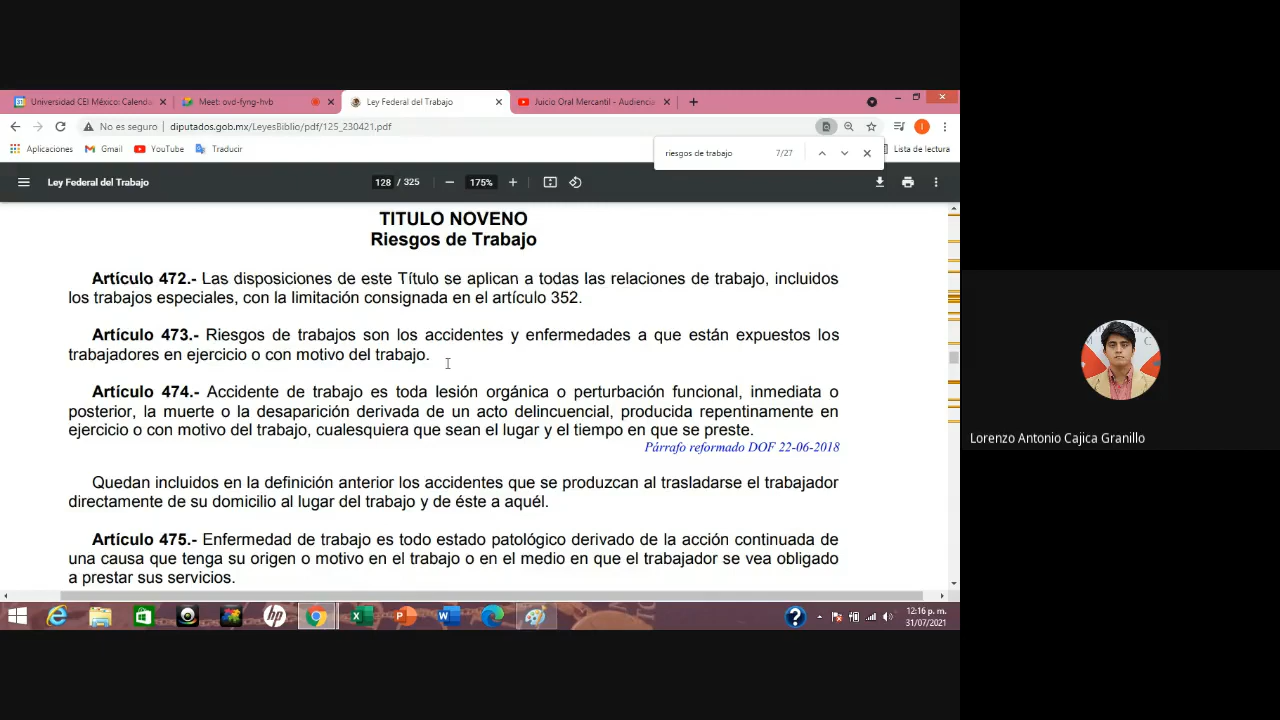 Universidad CEI México: Calenda
Meet: ovd-fyng-hvb
Ley Federal del Trabajo
Juicio Oral Mercantil - Audiencia
No es seguro | diputados.gob.mx/LeyesBiblio/pdf/125_230421.pdf
Aplicaciones Gmail YouTube Traducir
riesgos de trabajo 7/27
Lista de lectura
Ley Federal del Trabajo 128 / 325 175%
TITULO NOVENO
Riesgos de Trabajo
Artículo 472.- Las disposiciones de este Título se aplican a todas las relaciones de trabajo, incluidos
los trabajos especiales, con la limitación consignada en el artículo 352.
Artículo 473.- Riesgos de trabajos son los accidentes y enfermedades a que están expuestos los
trabajadores en ejercicio o con motivo del trabajo.
Artículo 474.- Accidente de trabajo es toda lesión orgánica o perturbación funcional, inmediata o
posterior, la muerte o la desaparición derivada de un acto delincuencial, producida repentinamente en
ejercicio o con motivo del trabajo, cualesquiera que sean el lugar y el tiempo en que se preste.
Párrafo reformado DOF 22-06-2018
Quedan incluidos en la definición anterior los accidentes que se produzcan al trasladarse el trabajador
directamente de su domicilio al lugar del trabajo y de éste a aquél.
Artículo 475.- Enfermedad de trabajo es todo estado patológico derivado de la acción continuada de
una causa que tenga su origen o motivo en el trabajo o en el medio en que el trabajador se vea obligado
a prestar sus servicios.
12:16 p. m.
31/07/2021
Lorenzo Antonio Cajica Granillo